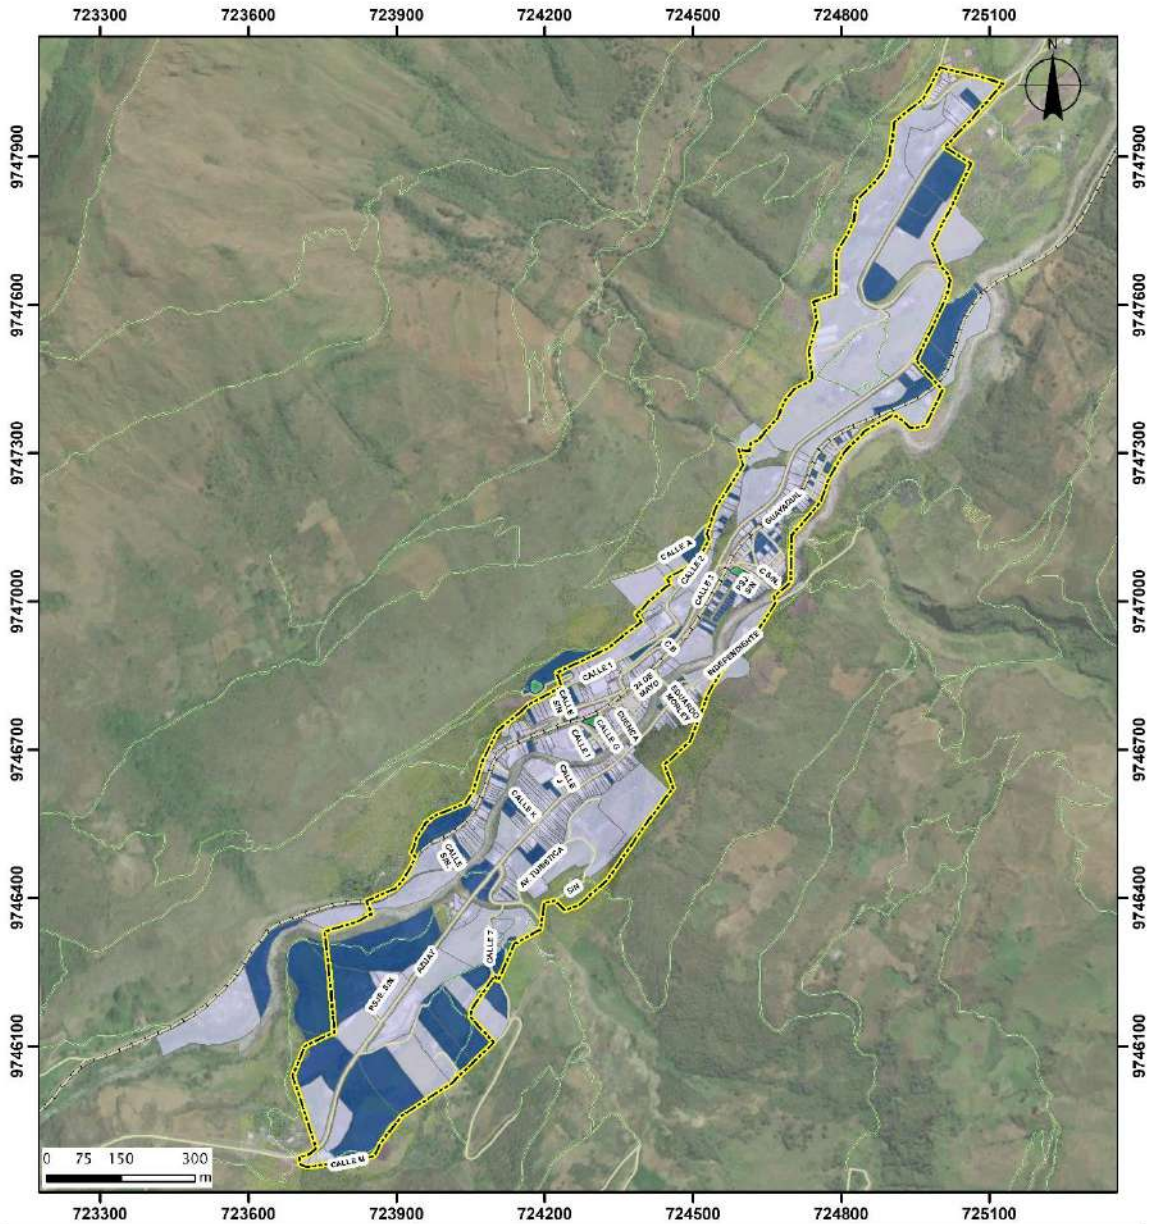 723300 723600 723900 724200 724500 724800 725100
N
9747900 9747900
9747600 9747600
9747300 9747300
GUAYAQUIL
CALLE A
CALLE 2
C S/N.
PSJ.
S/N
CALLE 3
9747000 9747000
C B
INDEPENDIENTE
CALLE 1
24 DE
MAYO
EDUARDO
MORLEY
CALLE
S/N
CUENCA
CALLE G
CALLE I
9746700 9746700
CALLE
J
CALLE K
CALLE
S/N
AV. TURISTICA
S/N
9746400 9746400
CALLE 7
AZUAY
PSJE. S/N
9746100 9746100
CALLE M
0 75 150 300
m
723300 723600 723900 724200 724500 724800 725100